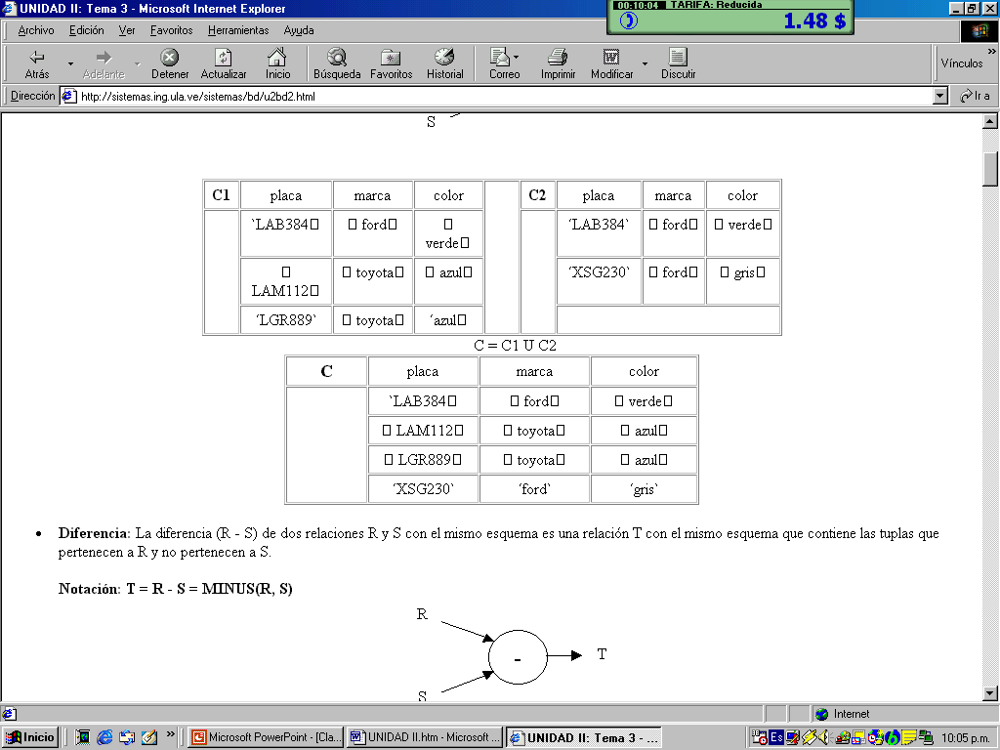 UNIDAD II: Tema 3 - Microsoft Internet Explorer
00:10:04 TARIFA: Reducida
1.48 $
Archivo Edición Ver Favoritos Herramientas Ayuda
Atrás Adelante Detener Actualizar Inicio Búsqueda Favoritos Historial Correo Imprimir Modificar Discutir Vínculos »
Dirección http://sistemas.ing.ula.ve/sistemas/bd/u2bd2.html Ir a
S
C1 placa marca color C2 placa marca color
`LAB384□ □ ford□ □ verde□ ‘LAB384` □ ford□ □ verde□
□ LAM112□ □ toyota□ □ azul□ ‘XSG230` □ ford□ □ gris□
‘LGR889` □ toyota□ ‘azul□
C = C1 U C2
C placa marca color
`LAB384□ □ ford□ □ verde□
□ LAM112□ □ toyota□ □ azul□
□ LGR889□ □ toyota□ □ azul□
‘XSG230` ‘ford` ‘gris`
• Diferencia: La diferencia (R - S) de dos relaciones R y S con el mismo esquema es una relación T con el mismo esquema que contiene las tuplas que
pertenecen a R y no pertenecen a S.
Notación: T = R - S = MINUS(R, S)
R
- T
S
Internet
Inicio » Microsoft PowerPoint - [Cla... UNIDAD II.htm - Microsoft ... UNIDAD II: Tema 3 - ... Es 10:05 p.m.